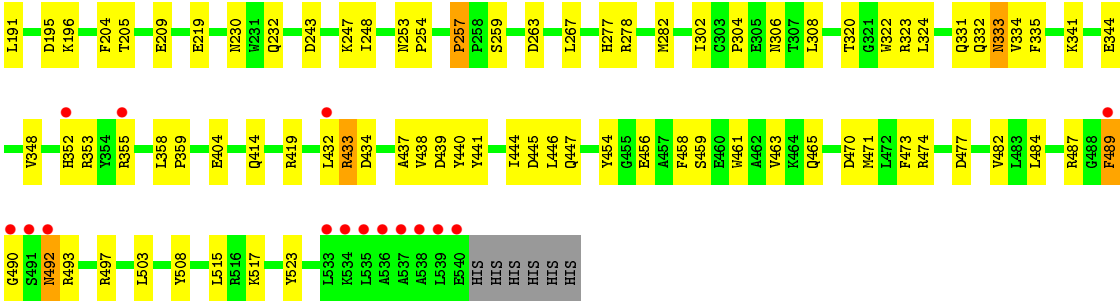 L191 D195 K196 F204 T205 E209 E219 N230 W231 Q232 D243 K247 I248 N253 P254 P257 P258 S259 D263 L267 H277 R278 M282 I302 C303 P304 E305 N306 T307 L308 T320 G321 W322 R323 L324 Q331 Q332 N333 V334 F335 K341 E344
V348 H352 R353 Y354 R355 L358 P359 E404 Q414 R419 L432 R433 D434 A437 V438 D439 Y440 Y441 I444 D445 L446 Q447 Y454 G455 E456 A457 F458 S459 E460 W461 A462 V463 K464 Q465 D470 M471 L472 F473 R474 D477 V482 L483 L484 R487 G488 F489
G490 S491 N492 R493 R497 L503 Y508 L515 R516 K517 Y523 L533 K534 L535 A536 A537 A538 L539 E540 HIS HIS HIS HIS HIS HIS